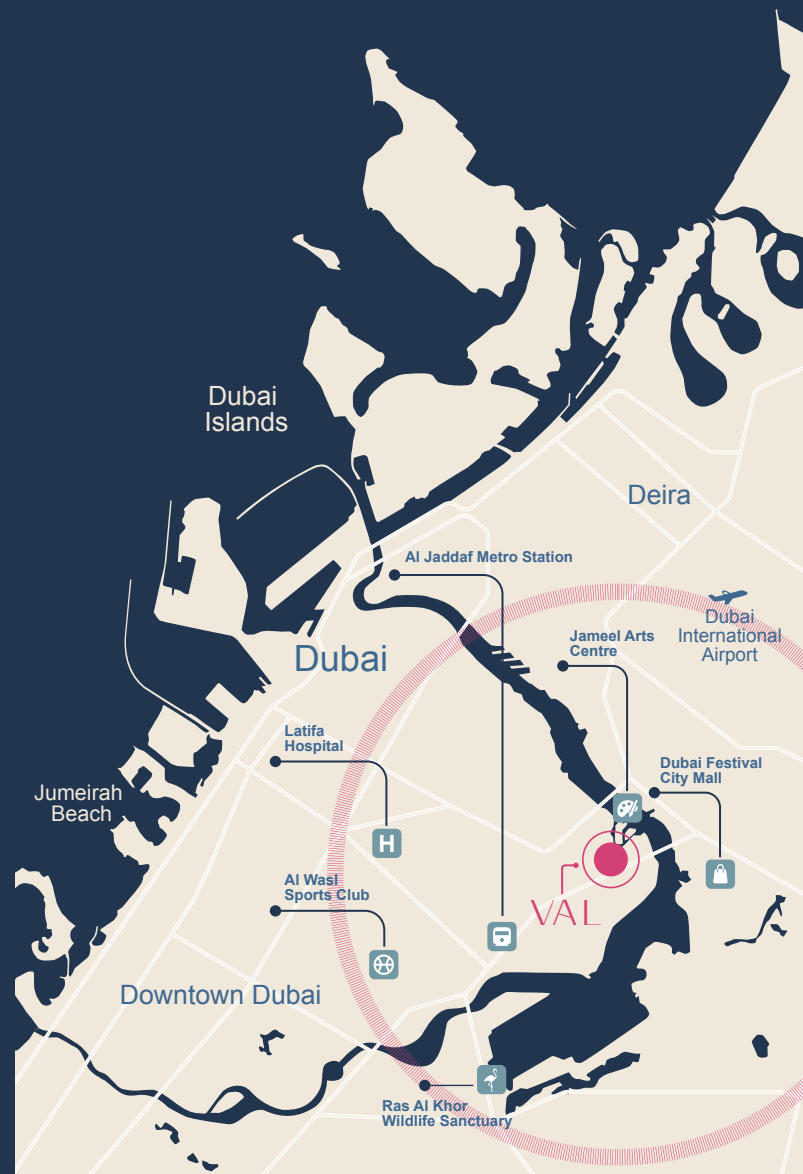 Dubai
Islands
Deira
Al Jaddaf Metro Station
Dubai
International
Airport
Jameel Arts
Centre
Dubai
Latifa
Hospital
Dubai Festival
City Mall
Jumeirah
Beach
H
Al Wasl
Sports Club
VAL
Downtown Dubai
Ras Al Khor
Wildlife Sanctuary